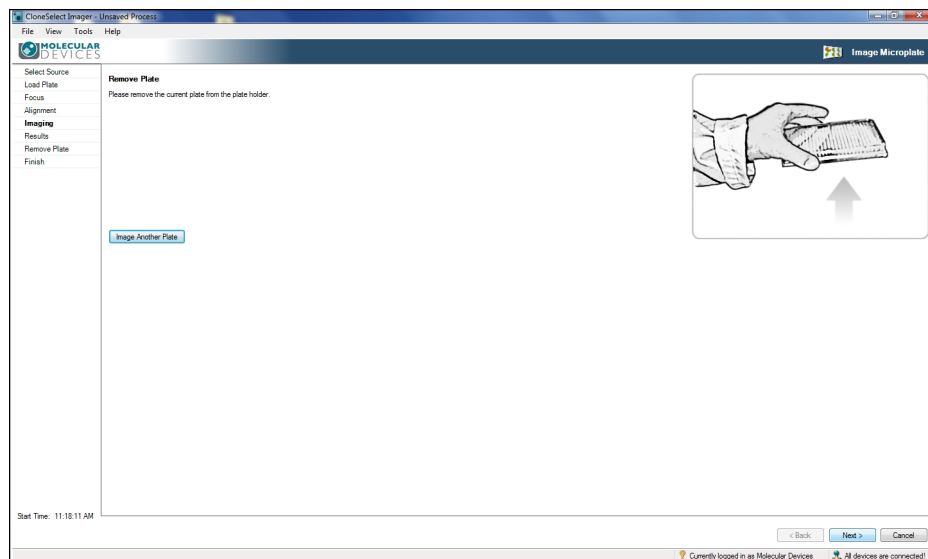 CloneSelect Imager - Unsaved Process
File View Tools Help
MOLECULAR
DEVICES
Image Microplate
Select Source
Load Plate
Focus
Alignment
Imaging
Results
Remove Plate
Finish
Remove Plate
Please remove the current plate from the plate holder.
Image Another Plate
Start Time: 11:18:11 AM
< Back Next > Cancel
Currently logged in as Molecular Devices All devices are connected!